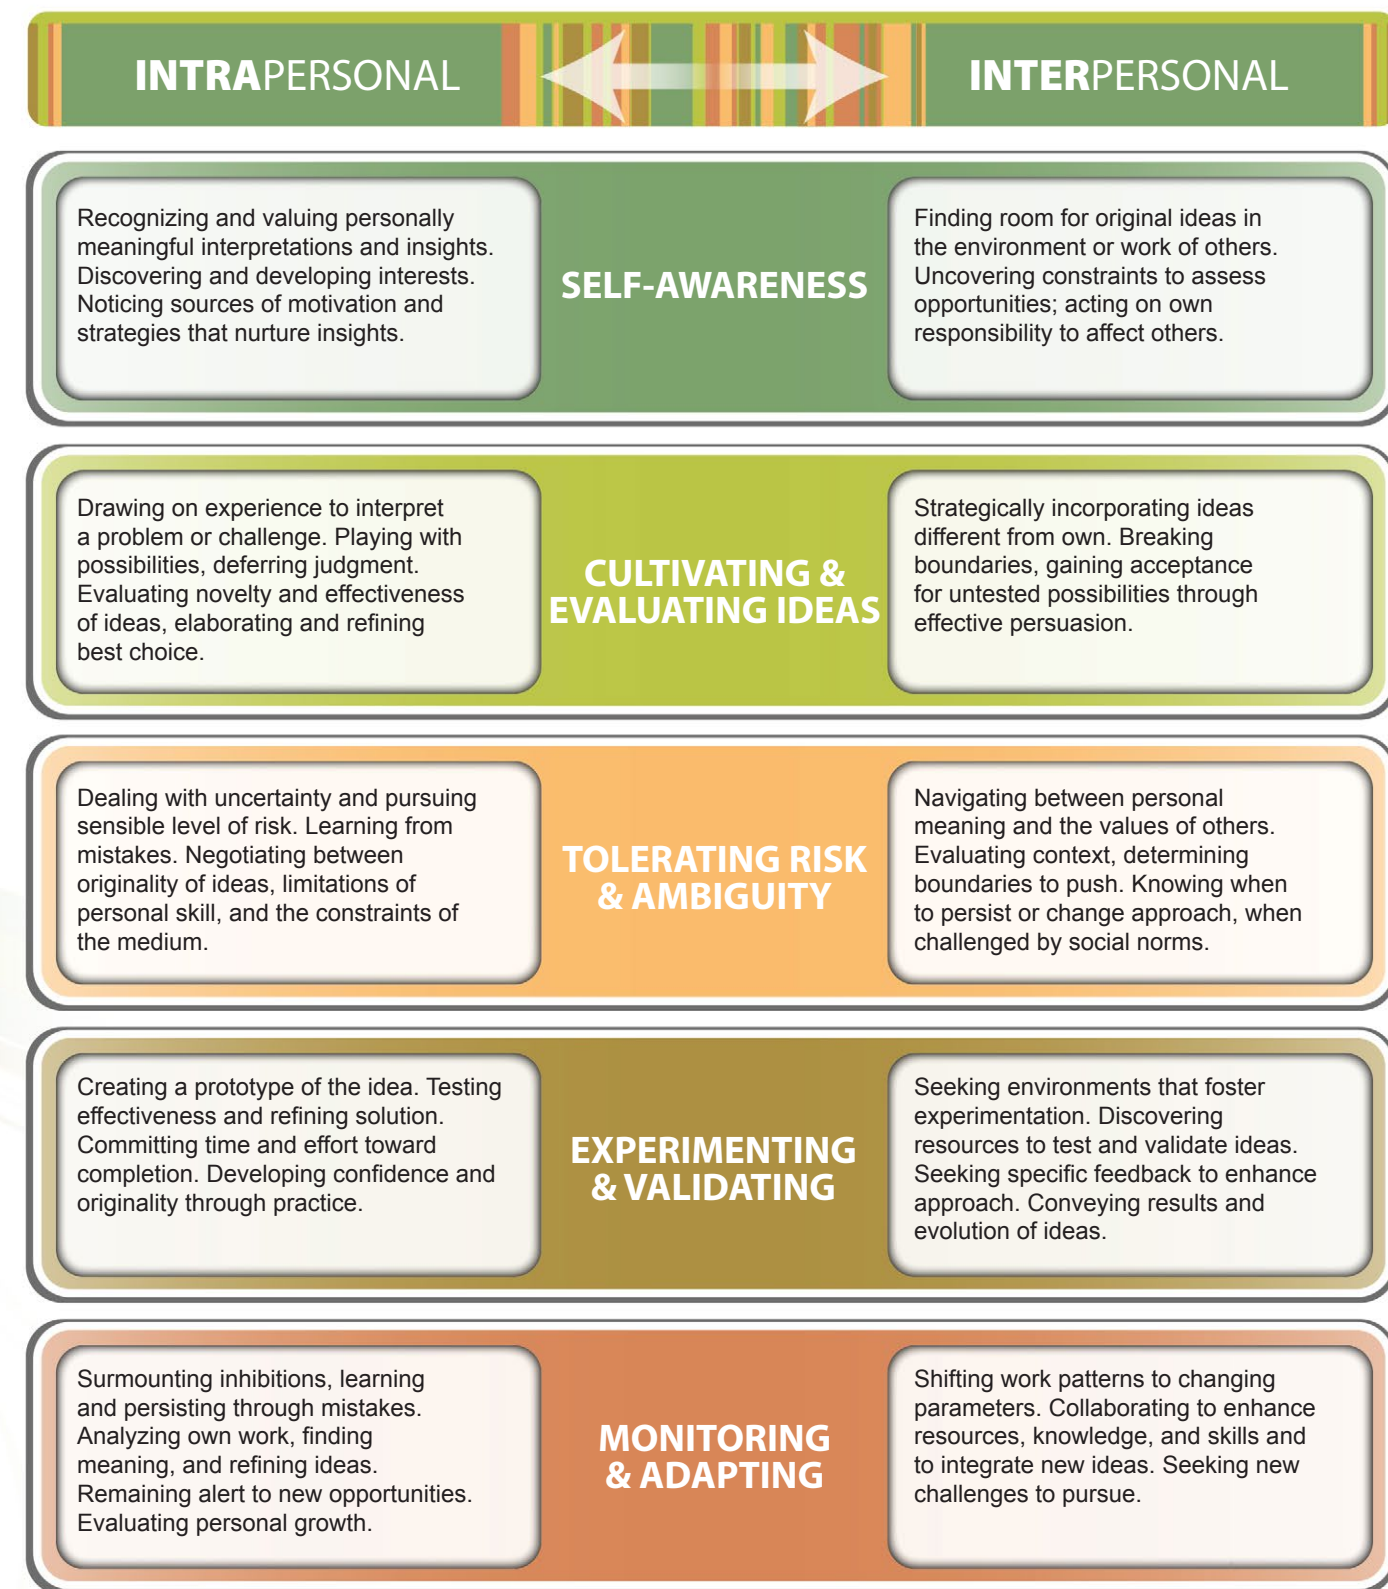 INTRAPERSONAL
INTERPERSONAL
Recognizing and valuing personally
meaningful interpretations and insights.
Discovering and developing interests.
Noticing sources of motivation and
strategies that nurture insights.
SELF-AWARENESS
Finding room for original ideas in
the environment or work of others.
Uncovering constraints to assess
opportunities; acting on own
responsibility to affect others.
Drawing on experience to interpret
a problem or challenge. Playing with
possibilities, deferring judgment.
Evaluating novelty and effectiveness
of ideas, elaborating and refining
best choice.
CULTIVATING &
EVALUATING IDEAS
Strategically incorporating ideas
different from own. Breaking
boundaries, gaining acceptance
for untested possibilities through
effective persuasion.
Dealing with uncertainty and pursuing
sensible level of risk. Learning from
mistakes. Negotiating between
originality of ideas, limitations of
personal skill, and the constraints of
the medium.
TOLERATING RISK
& AMBIGUITY
Navigating between personal
meaning and the values of others.
Evaluating context, determining
boundaries to push. Knowing when
to persist or change approach, when
challenged by social norms.
Creating a prototype of the idea. Testing
effectiveness and refining solution.
Committing time and effort toward
completion. Developing confidence and
originality through practice.
EXPERIMENTING
& VALIDATING
Seeking environments that foster
experimentation. Discovering
resources to test and validate ideas.
Seeking specific feedback to enhance
approach. Conveying results and
evolution of ideas.
Surmounting inhibitions, learning
and persisting through mistakes.
Analyzing own work, finding
meaning, and refining ideas.
Remaining alert to new opportunities.
Evaluating personal growth.
MONITORING
& ADAPTING
Shifting work patterns to changing
parameters. Collaborating to enhance
resources, knowledge, and skills and
to integrate new ideas. Seeking new
challenges to pursue.